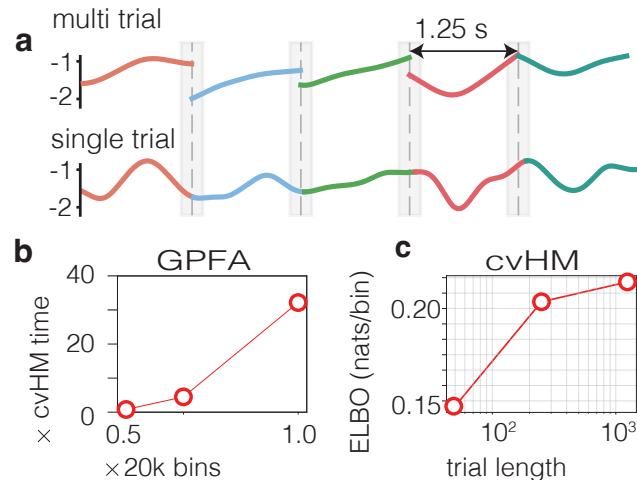 multi trial
a
1.25 s
-1
-2
single trial
-1
-2
b
GPFA
× cvHM time
40
20
0
0.5
1.0
× 20k bins
c
cvHM
ELBO (nats/bin)
0.20
0.15
10²
10³
trial length